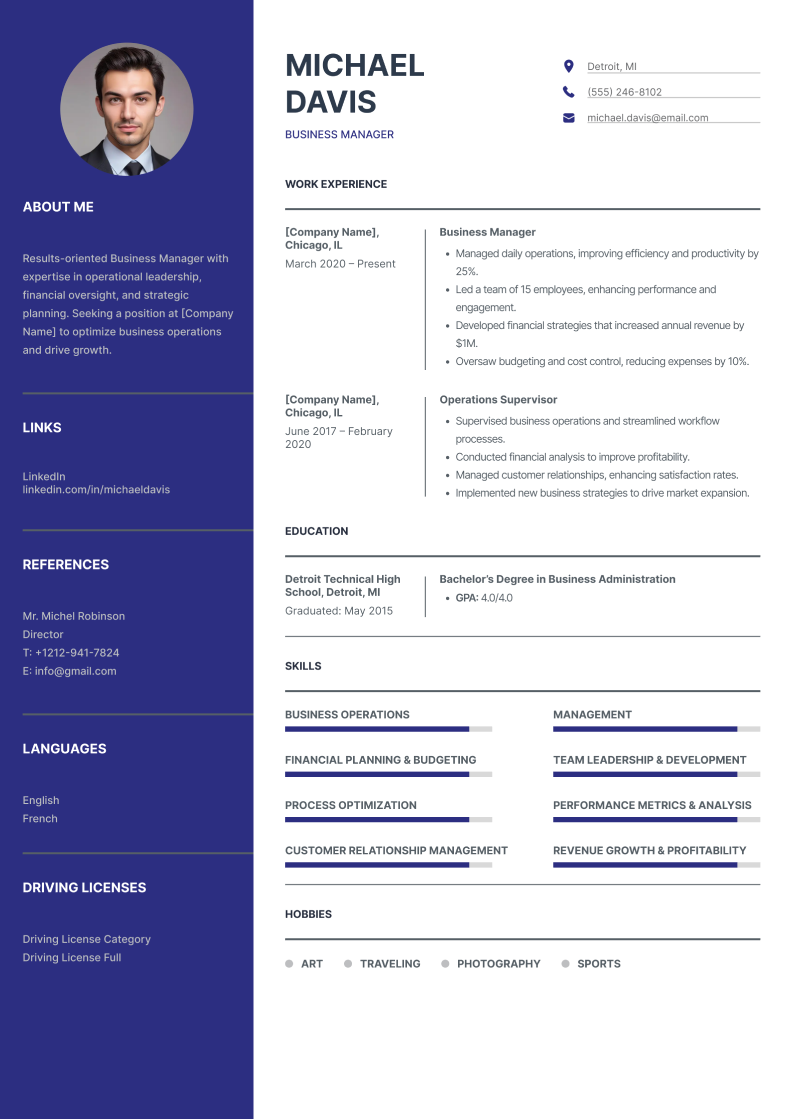 ABOUT ME
Results-oriented Business Manager with
expertise in operational leadership,
financial oversight, and strategic
planning. Seeking a position at [Company
Name] to optimize business operations
and drive growth.
LINKS
LinkedIn
linkedin.com/in/michaeldavis
REFERENCES
Mr. Michel Robinson
Director
T: +1212-941-7824
E: info@gmail.com
LANGUAGES
English
French
DRIVING LICENSES
Driving License Category
Driving License Full
MICHAEL
DAVIS
BUSINESS MANAGER
Detroit, MI
(555) 246-8102
michael.davis@email.com
WORK EXPERIENCE
[Company Name],
Chicago, IL
March 2020 – Present
Business Manager
• Managed daily operations, improving efficiency and productivity by
25%.
• Led a team of 15 employees, enhancing performance and
engagement.
• Developed financial strategies that increased annual revenue by
$1M.
• Oversaw budgeting and cost control, reducing expenses by 10%.
[Company Name],
Chicago, IL
June 2017 – February
2020
Operations Supervisor
• Supervised business operations and streamlined workflow
processes.
• Conducted financial analysis to improve profitability.
• Managed customer relationships, enhancing satisfaction rates.
• Implemented new business strategies to drive market expansion.
EDUCATION
Detroit Technical High
School, Detroit, MI
Graduated: May 2015
Bachelor's Degree in Business Administration
• GPA: 4.0/4.0
SKILLS
BUSINESS OPERATIONS
MANAGEMENT
FINANCIAL PLANNING & BUDGETING
TEAM LEADERSHIP & DEVELOPMENT
PROCESS OPTIMIZATION
PERFORMANCE METRICS & ANALYSIS
CUSTOMER RELATIONSHIP MANAGEMENT
REVENUE GROWTH & PROFITABILITY
HOBBIES
ART
TRAVELING
PHOTOGRAPHY
SPORTS